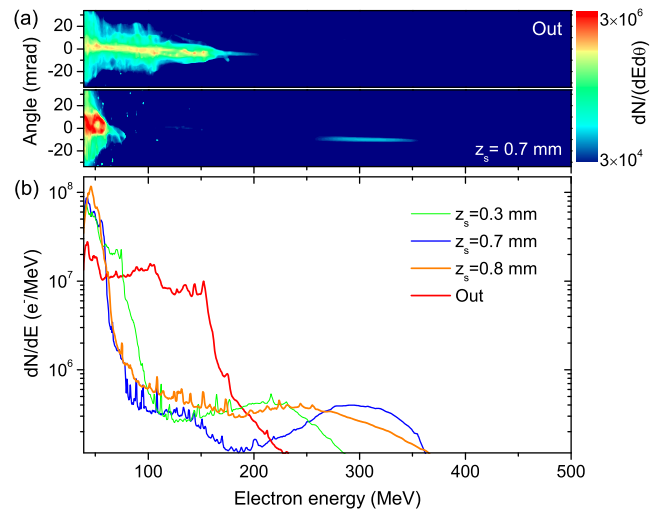 (a)
Out
20
0
-20
20
0
-20
Angle (mrad)
z_s= 0.7 mm
3×10⁶
3×10⁴
dN/(dEdθ)
(b)
10⁸
10⁷
10⁶
dN/dE (e⁻/MeV)
z_s=0.3 mm
z_s=0.7 mm
z_s=0.8 mm
Out
100
200
300
400
500
Electron energy (MeV)